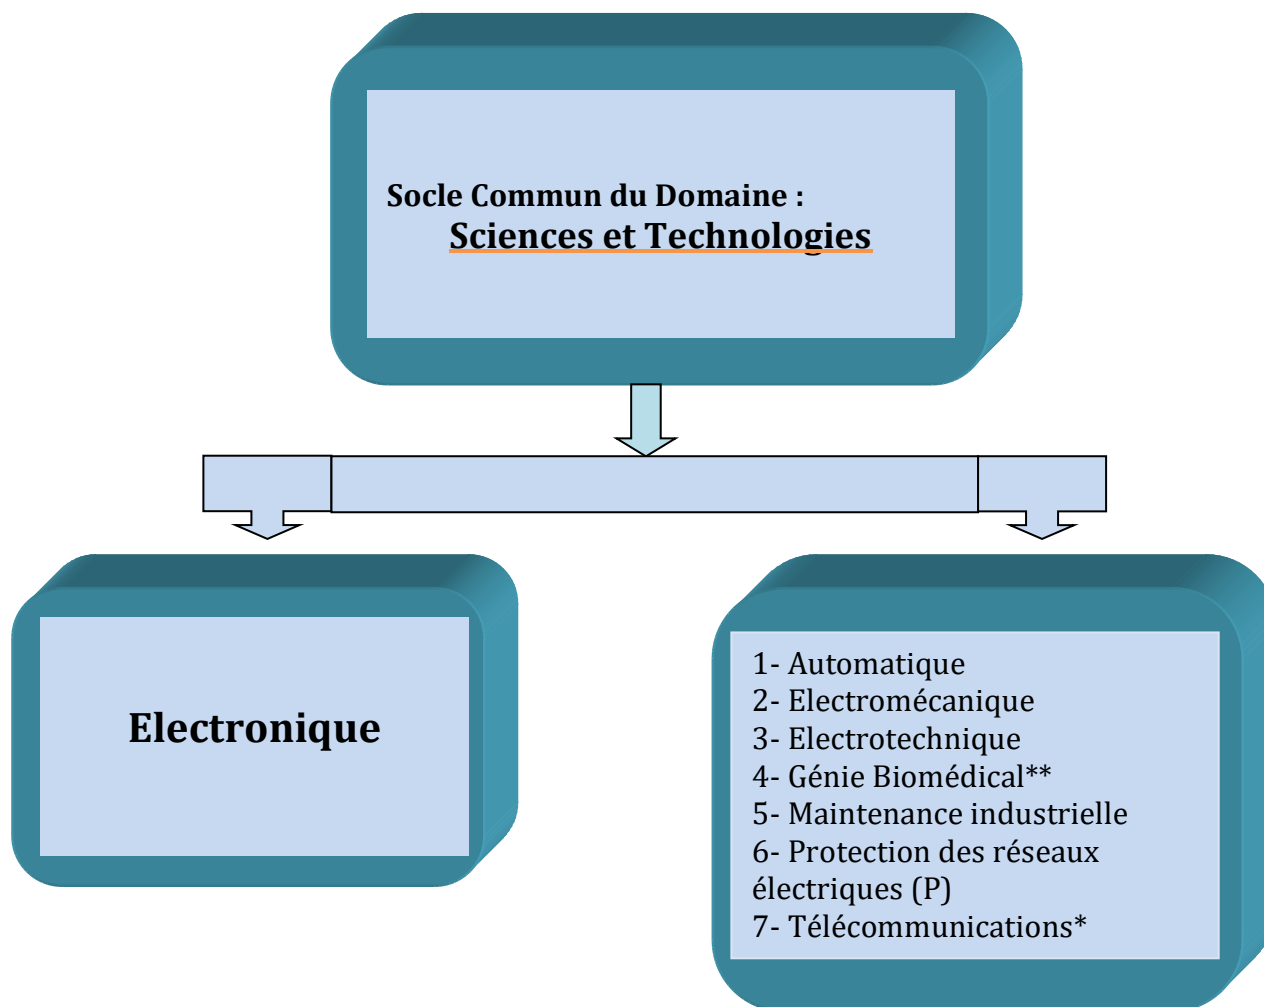 Socle Commun du Domaine :
Sciences et Technologies
Electronique
1- Automatique
2- Electromécanique
3- Electrotechnique
4- Génie Biomédical**
5- Maintenance industrielle
6- Protection des réseaux
électriques (P)
7- Télécommunications*